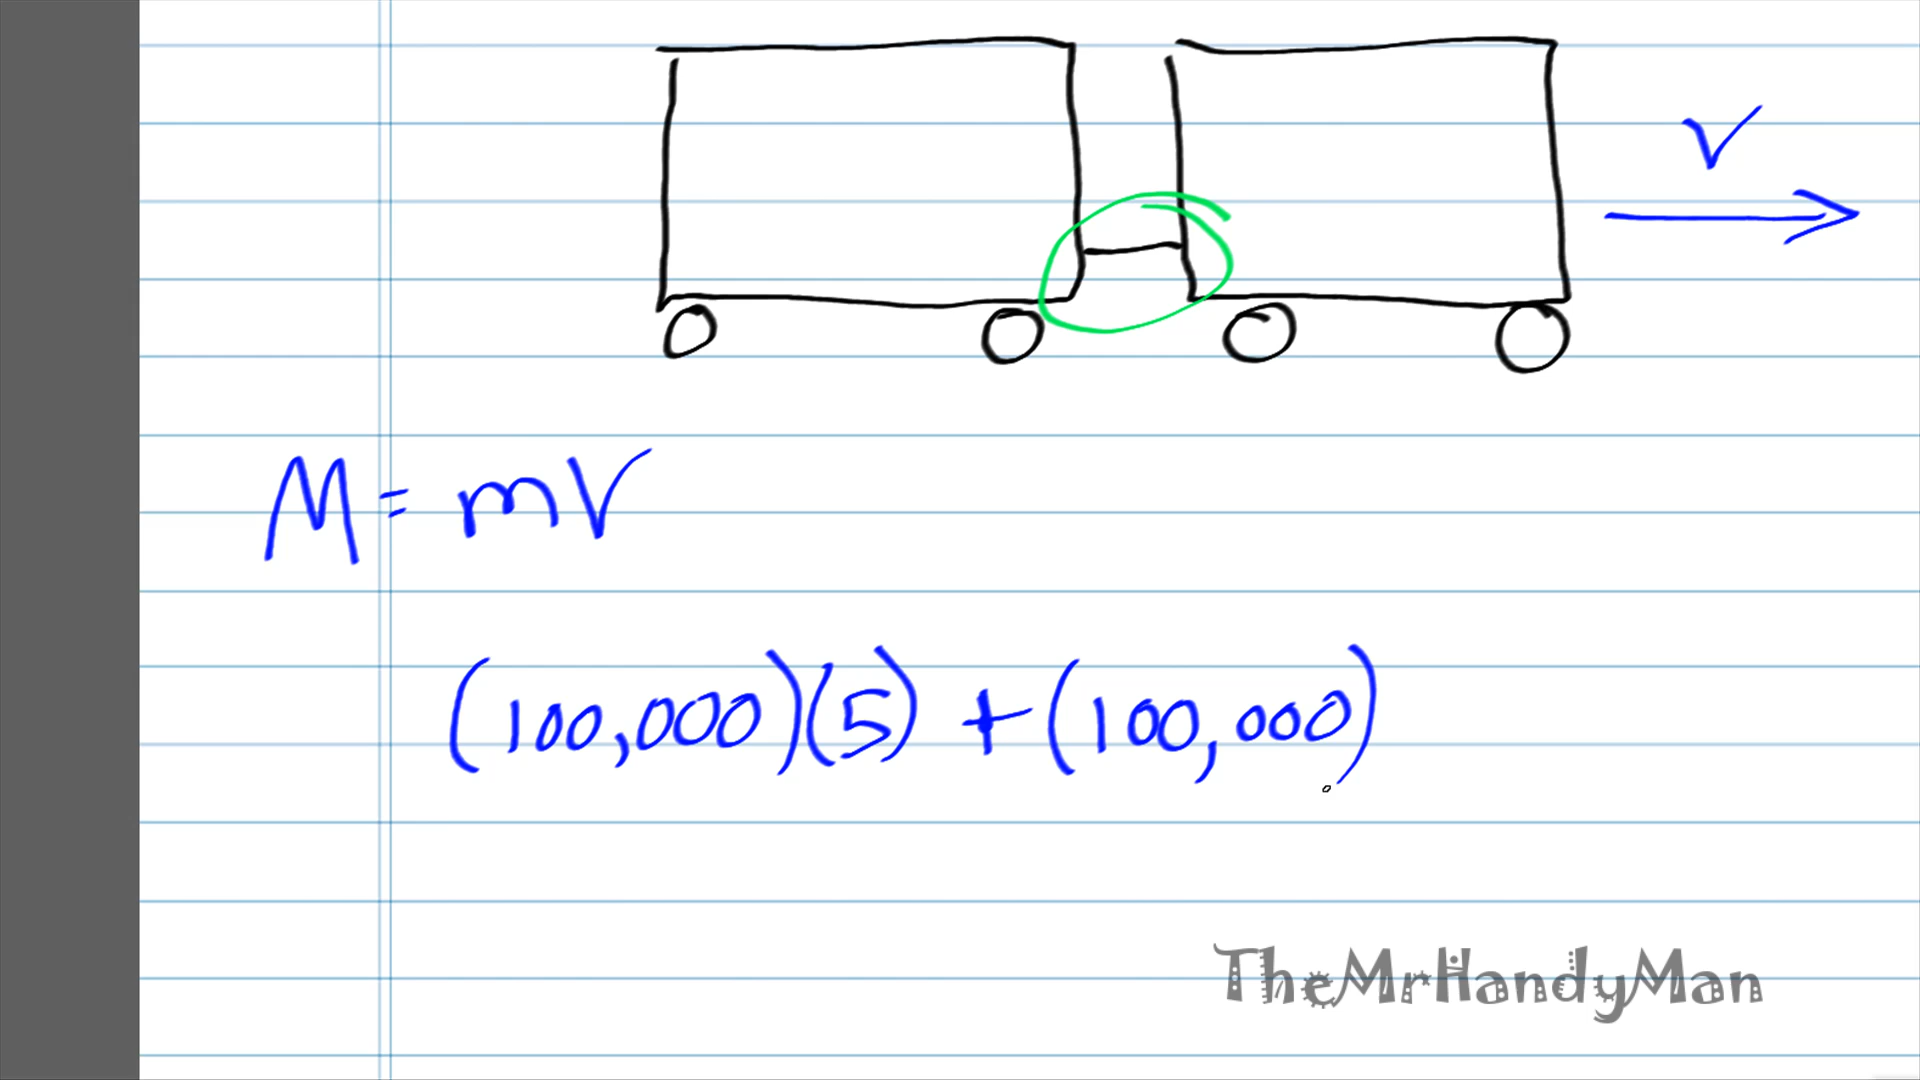 V
M = mV
(100,000)(5) + (100,000)
TheMrHandyMan